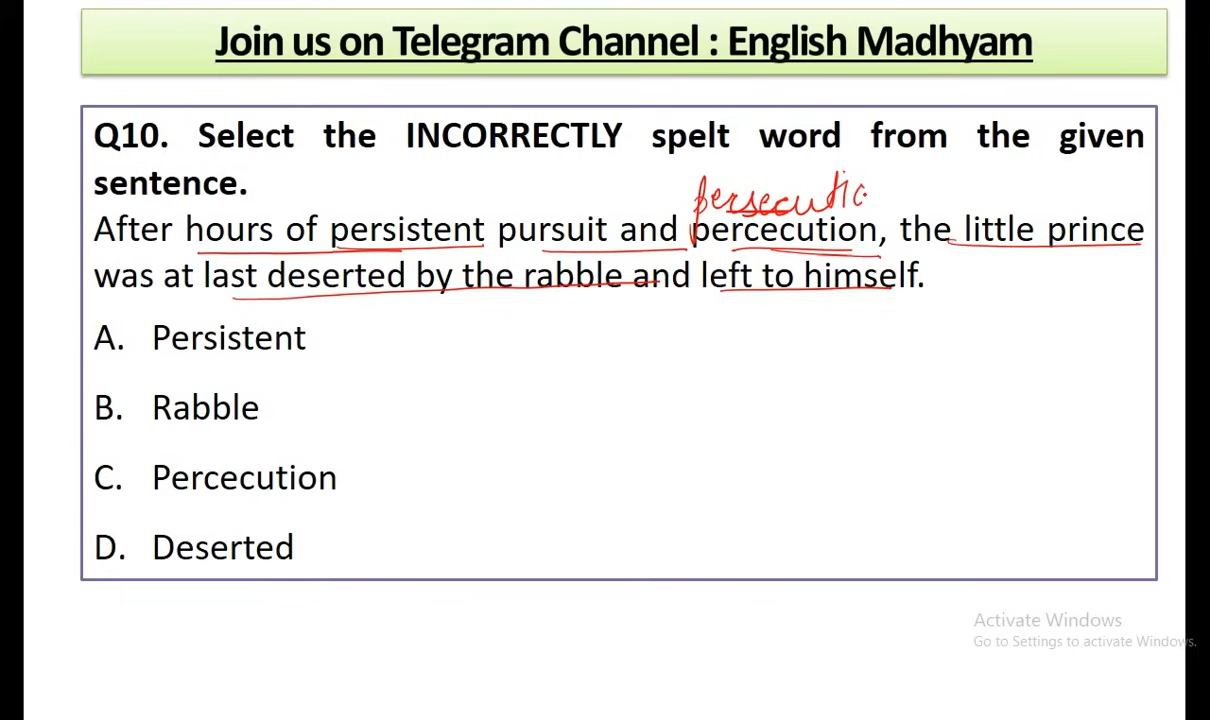 Join us on Telegram Channel : English Madhyam
Q10. Select the INCORRECTLY spelt word from the given
sentence.
persecutio
After hours of persistent pursuit and percecution, the little prince
was at last deserted by the rabble and left to himself.
A. Persistent
B. Rabble
C. Percecution
D. Deserted
Activate Windows
Go to Settings to activate Windows.